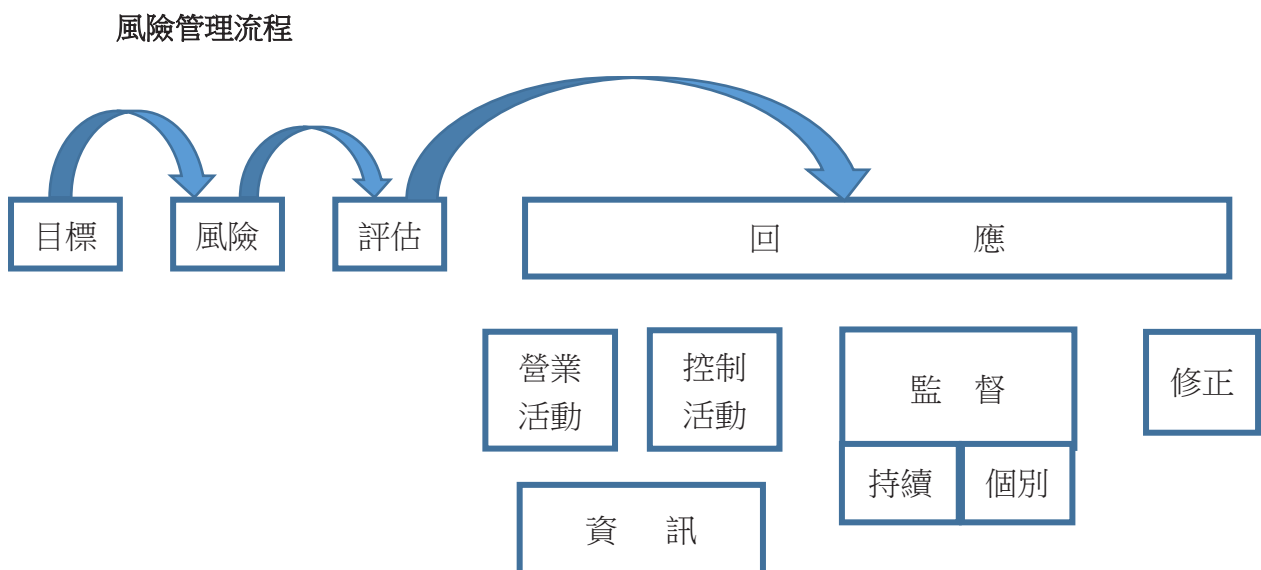 風險管理流程
目標
風險
評估
回 應
營業
活動
控制
活動
監 督
持續
個別
修正
資 訊